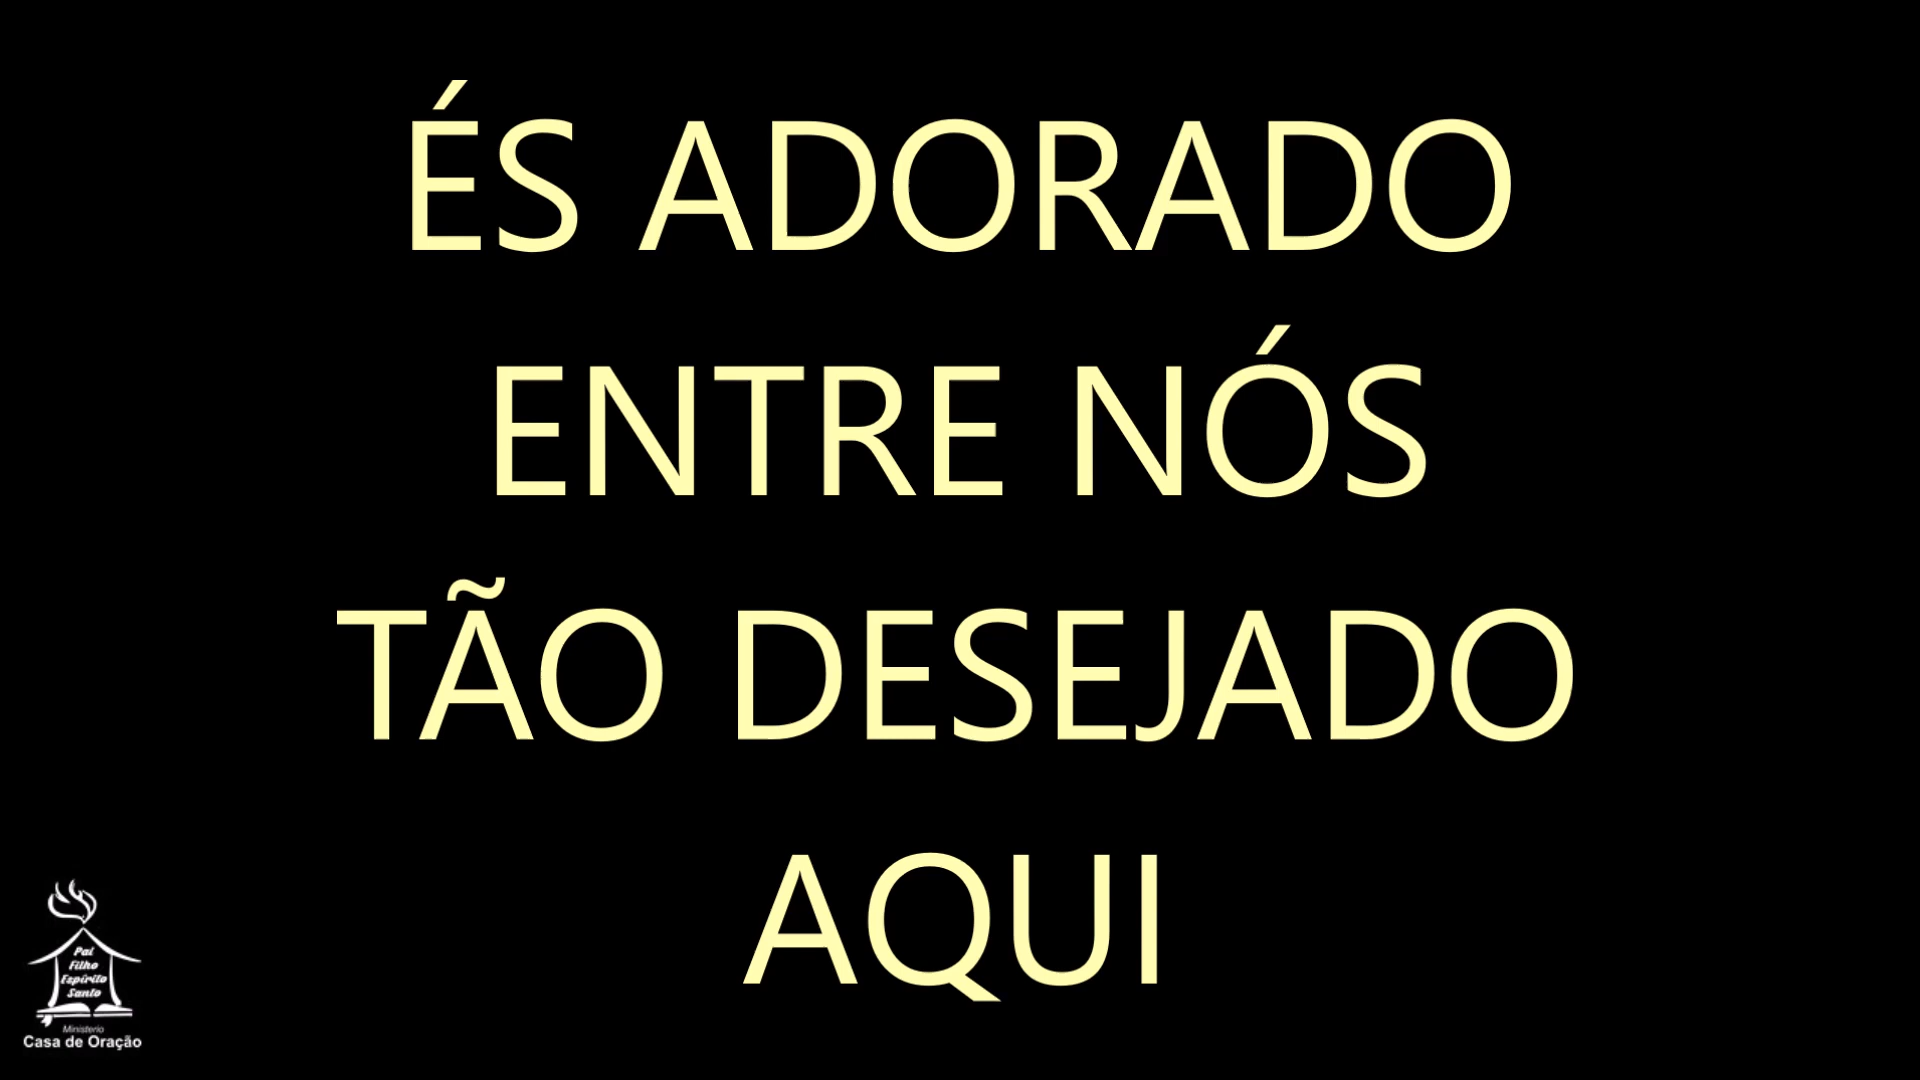 ÉS ADORADO
ENTRE NÓS
TÃO DESEJADO
AQUI
Pai
Filho
Espírito
Santo
Ministerio
Casa de Oração